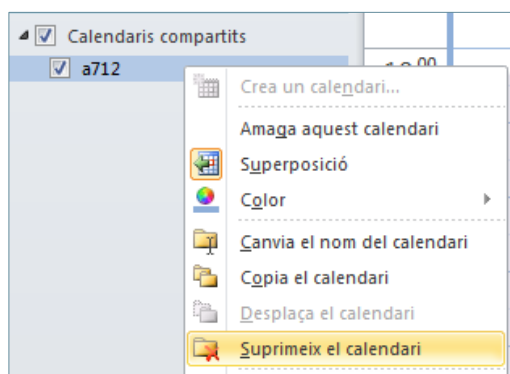 Calendaris compartits
a712
Crea un calendari...
Amaga aquest calendari
Superposició
Color
Canvia el nom del calendari
Copia el calendari
Desplaça el calendari
Suprimeix el calendari